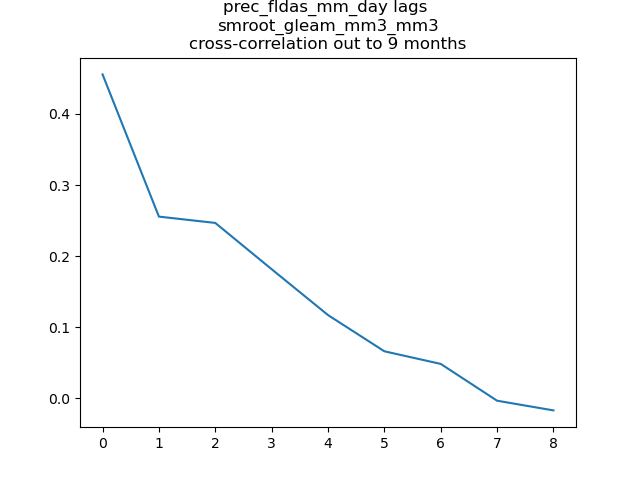 prec_fldas_mm_day lags
smroot_gleam_mm3_mm3
cross-correlation out to 9 months
0.4
0.3
0.2
0.1
0.0
0 1 2 3 4 5 6 7 8